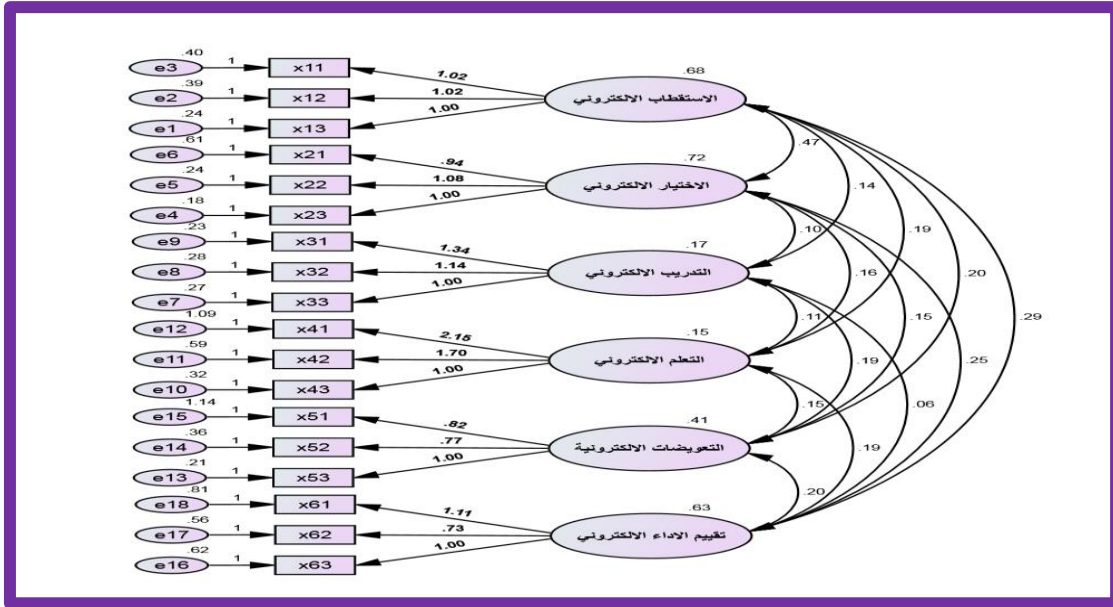 .40
e3 1 x11 1.02
.68
الاستقطاب الالكتروني
.39
e2 1 x12 1.02
.24
e1 1 x13 1.00
.61
e6 1 x21 .94
.72
الاختيار الالكتروني
.24
e5 1 x22 1.08
.18
e4 1 x23 1.00
.23
e9 1 x31 1.34
.17
التدريب الالكتروني
.28
e8 1 x32 1.14
.27
e7 1 x33 1.00
1.09
e12 1 x41 2.15
.15
التعلم الالكتروني
.59
e11 1 x42 1.70
.32
e10 1 x43 1.00
1.14
e15 1 x51 .82
.41
التعويضات الالكترونية
.36
e14 1 x52 .77
.21
e13 1 x53 1.00
.81
e18 1 x61 1.11
.63
تقييم الاداء الالكتروني
.56
e17 1 x62 .73
.62
e16 1 x63 1.00
.47
.14
.10
.19
.16
.20
.11
.15
.29
.19
.25
.15
.06
.19
.20